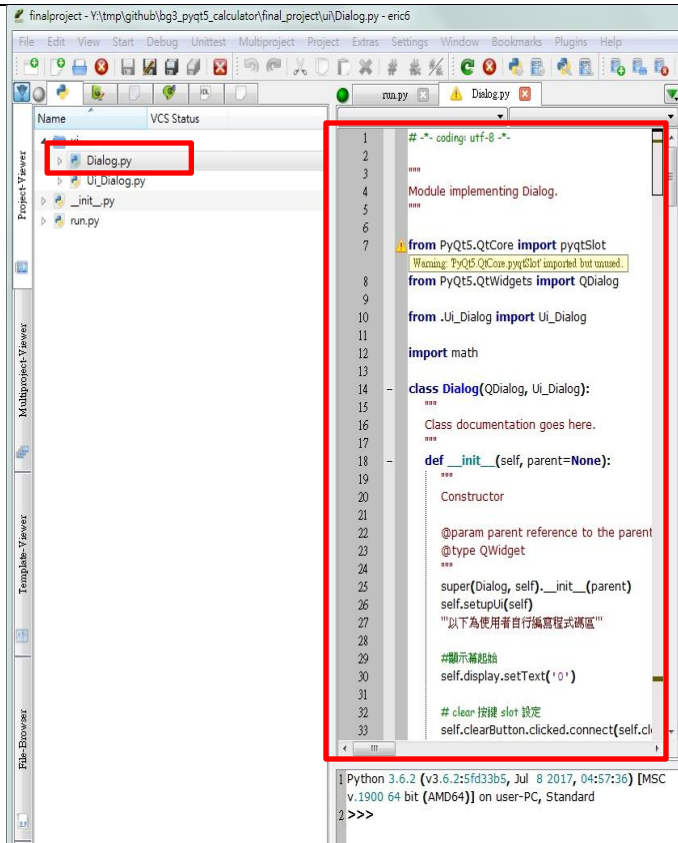 finalproject - Y:\tmp\github\bg3_pyqt5_calculator\final_project\ui\Dialog.py - eric6
File Edit View Start Debug Unittest Multiproject Project Extras Settings Window Bookmarks Plugins Help
run.py Dialog.py
Name VCS Status
ui
Dialog.py
Ui_Dialog.py
__init__.py
run.py
Project-Viewer
Multiproject-Viewer
Template-Viewer
File-Browser
1 # -*- coding: utf-8 -*-
2
3 """
4 Module implementing Dialog.
5 """
6
7 from PyQt5.QtCore import pyqtSlot
Warning: 'PyQt5.QtCore.pyqtSlot' imported but unused.
8 from PyQt5.QtWidgets import QDialog
9
10 from .Ui_Dialog import Ui_Dialog
11
12 import math
13
14 – class Dialog(QDialog, Ui_Dialog):
15 """
16 Class documentation goes here.
17 """
18 – def __init__(self, parent=None):
19 """
20 Constructor
21
22 @param parent reference to the parent
23 @type QWidget
24 """
25 super(Dialog, self).__init__(parent)
26 self.setupUi(self)
27 '''以下為使用者自行編寫程式碼區'''
28
29 #顯示幕起始
30 self.display.setText('0')
31
32 # clear 按鍵 slot 設定
33 self.clearButton.clicked.connect(self.cl
1 Python 3.6.2 (v3.6.2:5fd33b5, Jul 8 2017, 04:57:36) [MSC
v.1900 64 bit (AMD64)] on user-PC, Standard
2 >>>